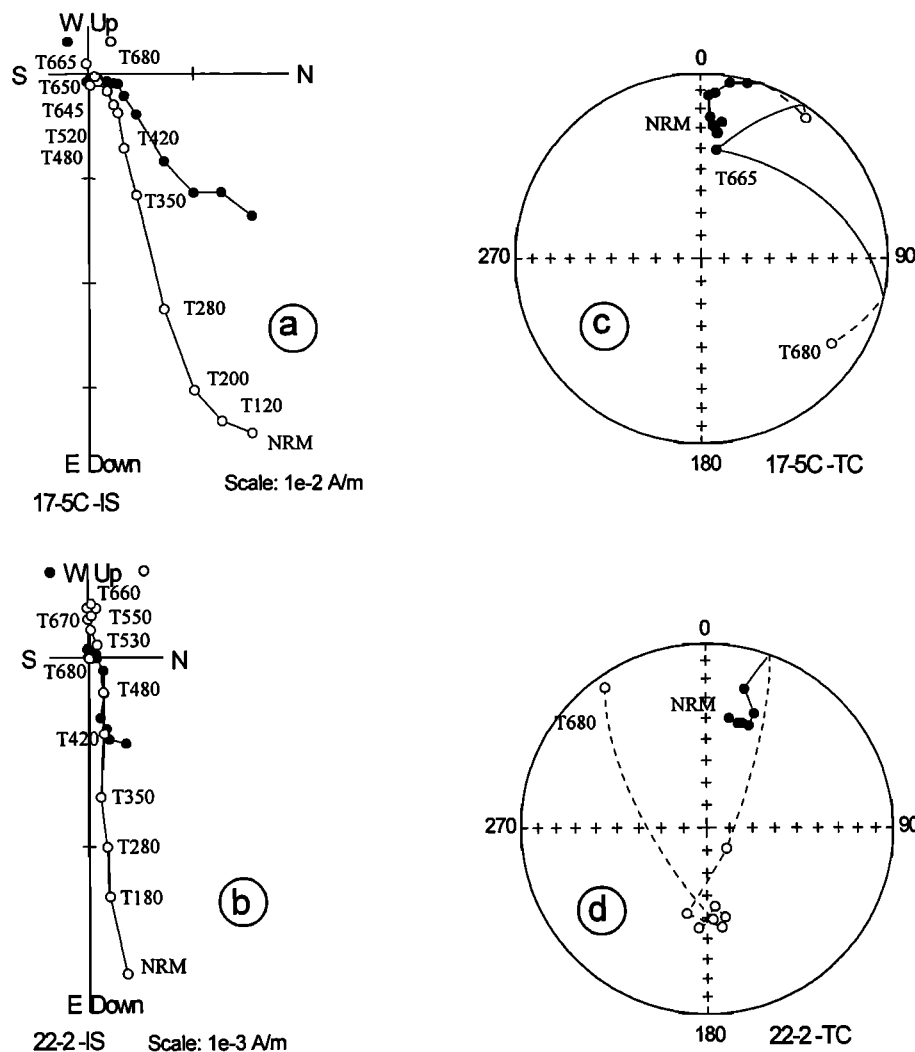 W Up
T665
T680
S
N
T650
T645
T520
T480
T420
T350
T280
T200
T120
NRM
E Down
17-5C-IS
Scale: 1e-2 A/m
a
0
NRM
T665
270
90
T680
180
17-5C-TC
c
W Up
T660
T670
T550
T530
S
N
T680
T480
T420
T350
T280
T180
NRM
E Down
22-2-IS
Scale: 1e-3 A/m
b
0
T680
NRM
270
90
180
22-2-TC
d